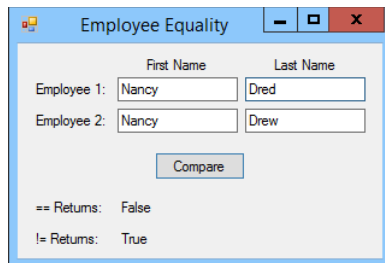 Employee Equality
First Name Last Name
Employee 1: Nancy Dred
Employee 2: Nancy Drew
Compare
== Returns: False
!= Returns: True